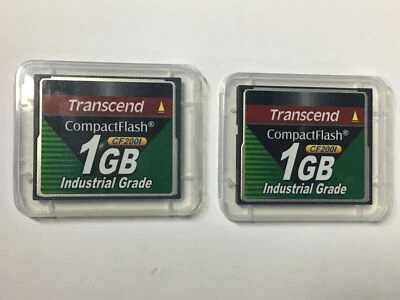 Transcend
CompactFlash®
CF200I
1GB
Industrial Grade
Transcend
CompactFlash®
CF200I
1GB
Industrial Grade